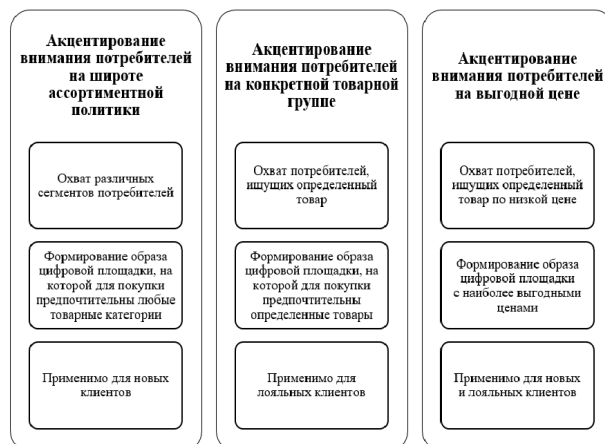 Акцентирование
внимания потребителей
на широте
ассортиментной
политики
Охват различных
сегментов потребителей
Формирование образа
цифровой площадки, на
которой для покупки
предпочтительны любые
товарные категории
Применимо для новых
клиентов
Акцентирование
внимания потребителей
на конкретной товарной
группе
Охват потребителей,
ищущих определенный
товар
Формирование образа
цифровой площадки, на
которой для покупки
предпочтительны
определенные товары
Применимо для
лояльных клиентов
Акцентирование
внимания потребителей
на выгодной цене
Охват потребителей,
ищущих определенный
товар по низкой цене
Формирование образа
цифровой площадки
с наиболее выгодными
ценами
Применимо для новых
и лояльных клиентов